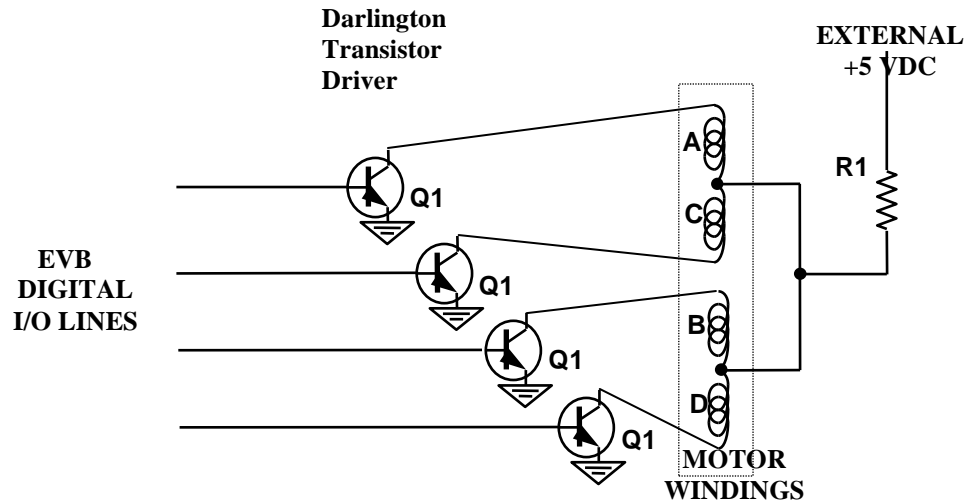 Darlington
Transistor
Driver
EXTERNAL
+5 VDC
A
R1
Q1
C
EVB
DIGITAL
I/O LINES
Q1
B
Q1
D
Q1
MOTOR
WINDINGS